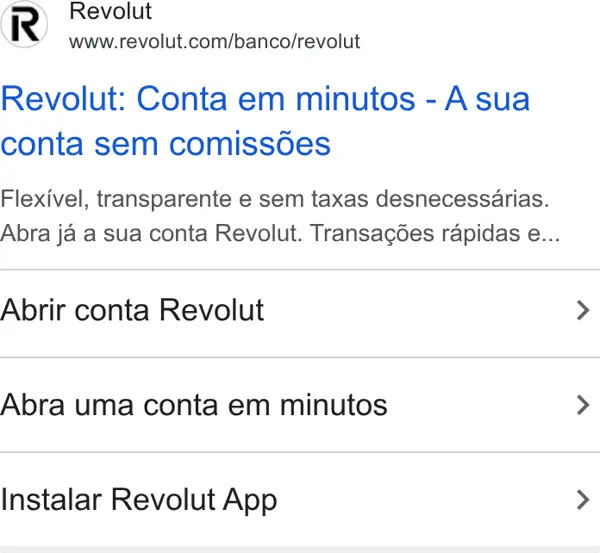 Revolut
www.revolut.com/banco/revolut
Revolut: Conta em minutos - A sua
conta sem comissões
Flexível, transparente e sem taxas desnecessárias.
Abra já a sua conta Revolut. Transações rápidas e...
Abrir conta Revolut
Abra uma conta em minutos
Instalar Revolut App